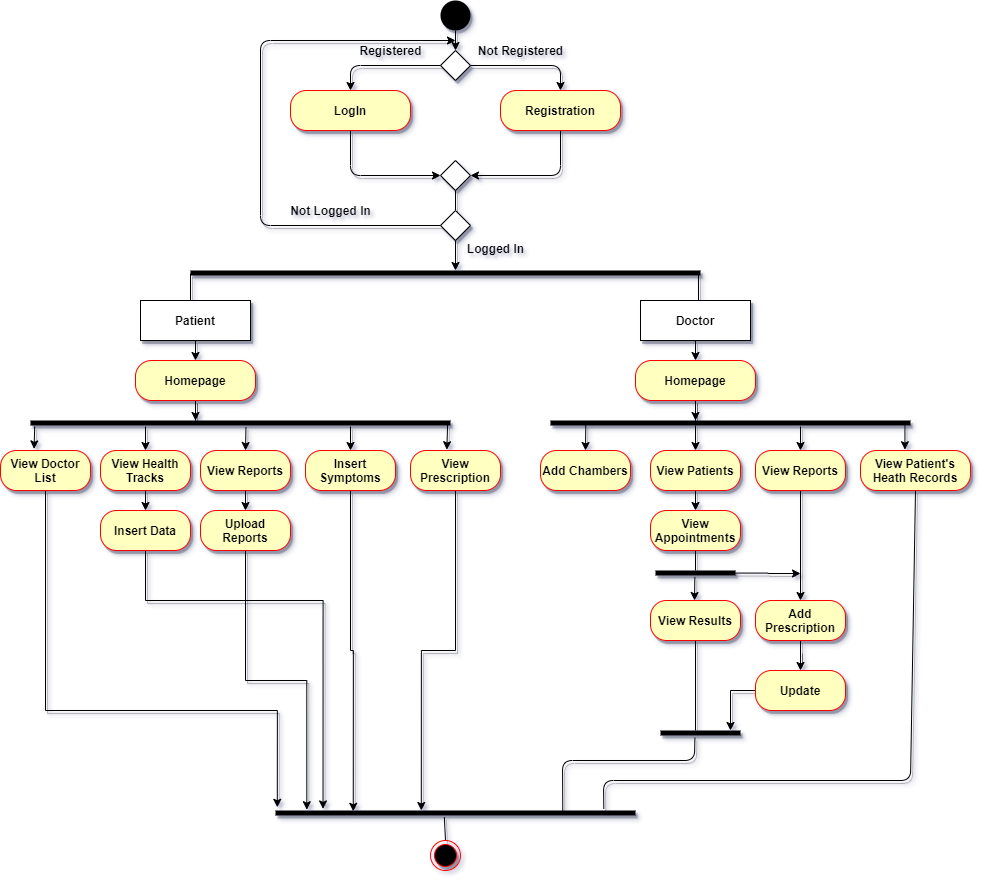 Registered
Not Registered
LogIn
Registration
Not Logged In
Logged In
Patient
Doctor
Homepage
Homepage
View Doctor
List
View Health
Tracks
View Reports
Insert
Symptoms
View
Prescription
Add Chambers
View Patients
View Reports
View Patient's
Heath Records
Insert Data
Upload
Reports
View
Appointments
View Results
Add
Prescription
Update